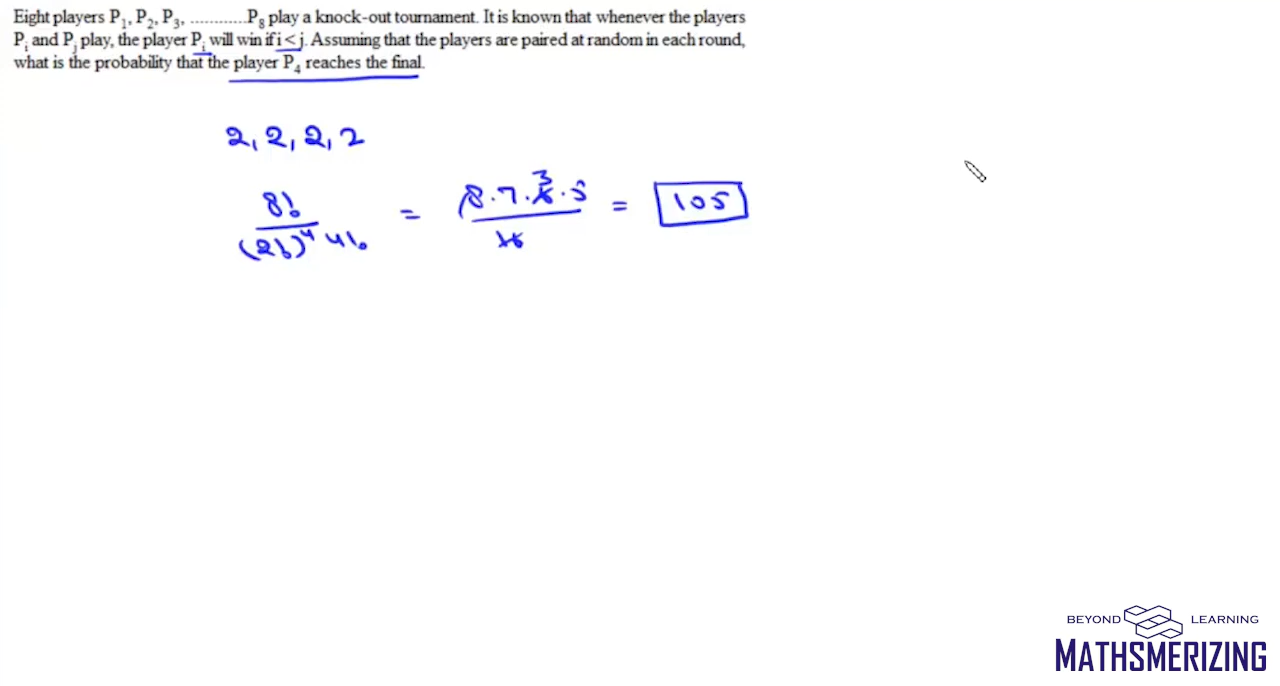 Eight players P₁, P₂, P₃, ............P₈ play a knock-out tournament. It is known that whenever the players
Pᵢ and Pⱼ play, the player Pᵢ will win if i < j. Assuming that the players are paired at random in each round,
what is the probability that the player P₄ reaches the final.
2, 2, 2, 2
8! / (2!)⁴ 4! = 8.7.6.5 / 16 = 105
3
BEYOND LEARNING
MATHSMERIZING